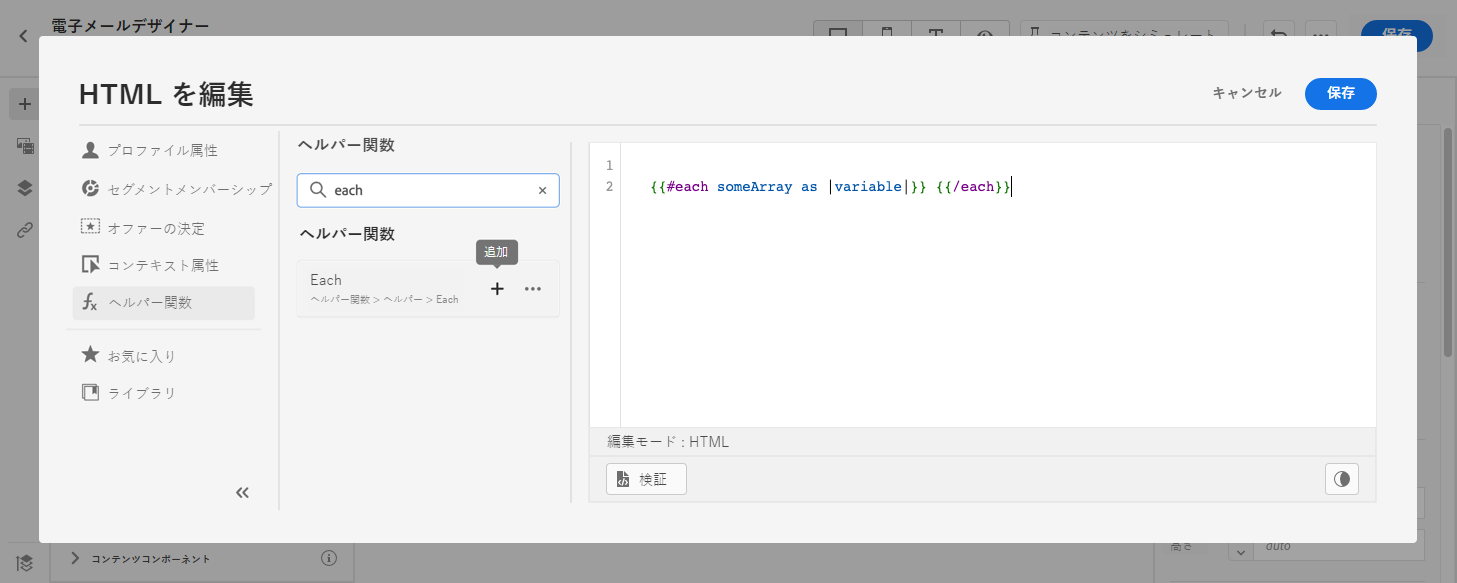 電子メールデザイナー
コンテンツをシミュレート
保存
HTML を編集
キャンセル
保存
プロファイル属性
セグメントメンバーシップ
オファーの決定
コンテキスト属性
ヘルパー関数
お気に入り
ライブラリ
ヘルパー関数
each
ヘルパー関数
追加
Each
ヘルパー関数 > ヘルパー > Each
1
2
{{#each someArray as |variable|}} {{/each}}
編集モード : HTML
検証
コンテンツコンポーネント
高さ
auto